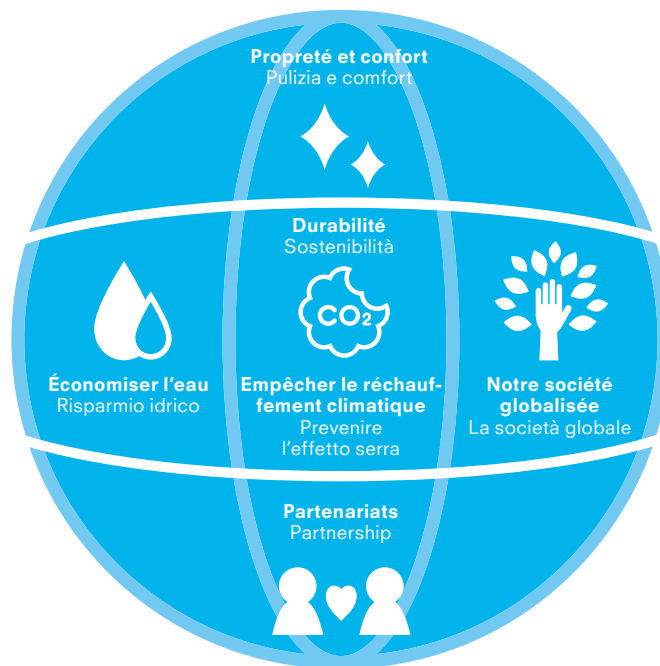 Propreté et confort
Pulizia e comfort
Durabilité
Sostenibilità
CO₂
Économiser l'eau
Risparmio idrico
Empêcher le réchauf-
fement climatique
Prevenire
l'effetto serra
Notre société
globalisée
La società globale
Partenariats
Partnership